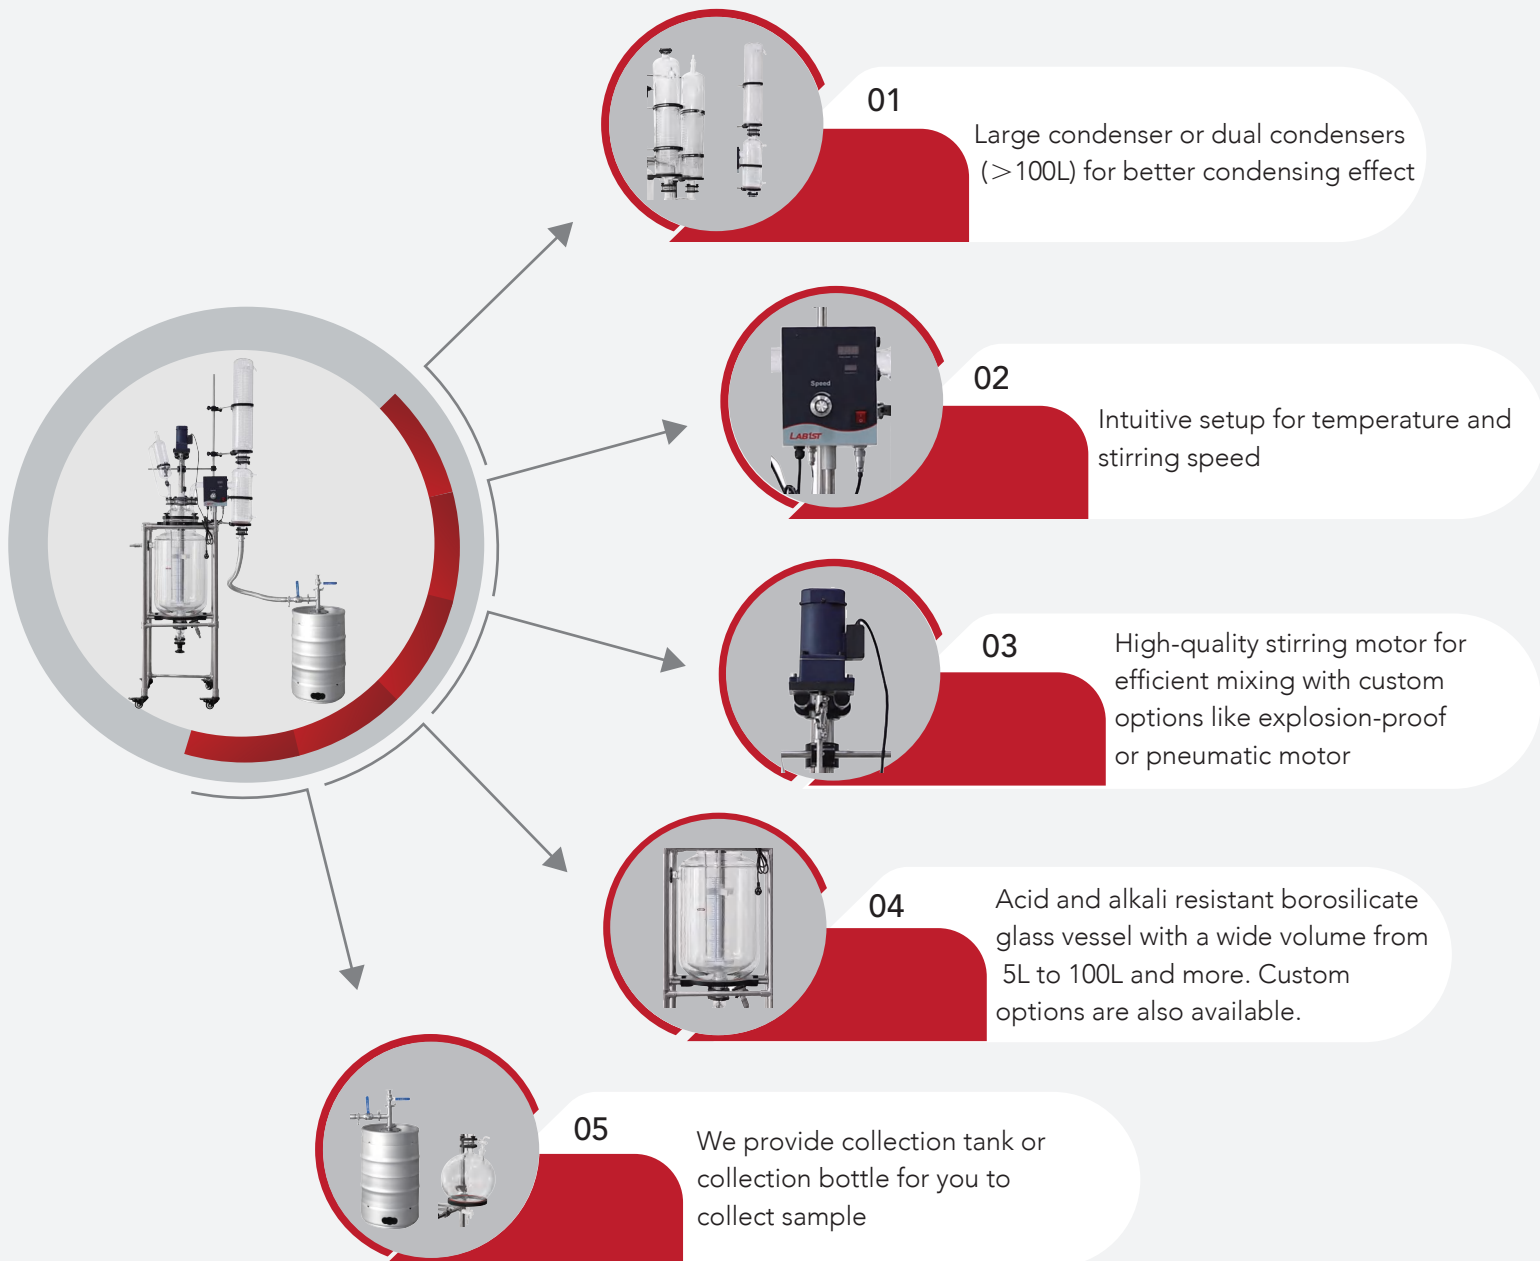 01
Large condenser or dual condensers
(>100L) for better condensing effect
Speed
LAB1ST
02
Intuitive setup for temperature and
stirring speed
03
High-quality stirring motor for
efficient mixing with custom
options like explosion-proof
or pneumatic motor
04
Acid and alkali resistant borosilicate
glass vessel with a wide volume from
5L to 100L and more. Custom
options are also available.
05
We provide collection tank or
collection bottle for you to
collect sample